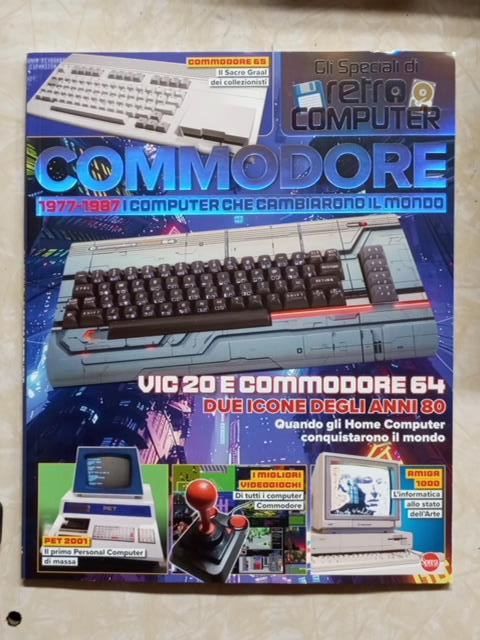 COMMODORE 65
Il Sacro Graal
dei collezionisti
Gli Speciali di
retro
COMPUTER
COMMODORE
1977-1987 I COMPUTER CHE CAMBIARONO IL MONDO
VIC 20 E COMMODORE 64
DUE ICONE DEGLI ANNI 80
Quando gli Home Computer
conquistarono il mondo
PET
PET 2001
Il primo Personal Computer
di massa
I MIGLIORI
VIDEOGIOCHI
Di tutti i computer
Commodore
AMIGA
1000
L'informatica
allo stato
dell'Arte
Sprea